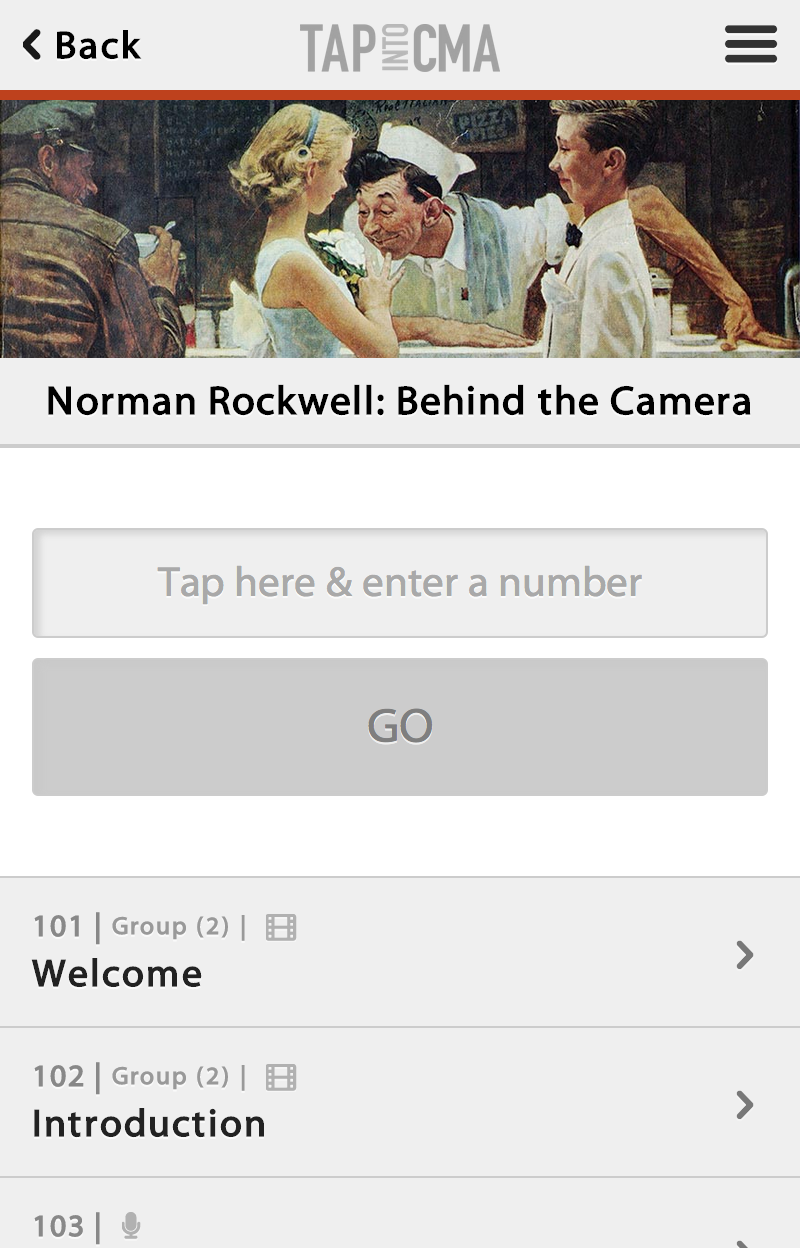 Back
TAP INTO CMA
PIZZA
PIES
Norman Rockwell: Behind the Camera
Tap here & enter a number
GO
101 | Group (2) |
Welcome
102 | Group (2) |
Introduction
103 |